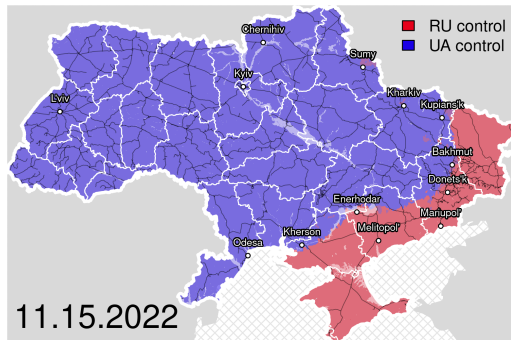 RU control
UA control
Chernihiv
Sumy
Kyiv
Kharkiv
Lviv
Kupians'k
Bakhmut
Donets'k
Enerhodar
Mariupol'
Melitopol'
Kherson
Odesa
11.15.2022